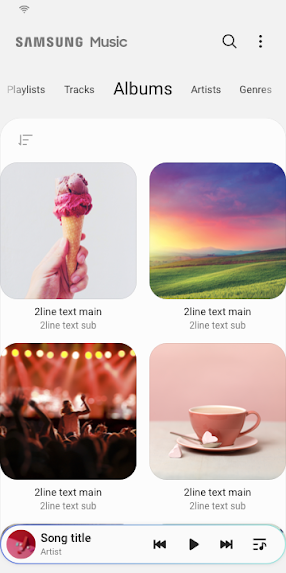 SAMSUNG Music
Playlists Tracks Albums Artists Genres
2line text main 2line text main
2line text sub 2line text sub
2line text main 2line text main
2line text sub 2line text sub
Song title
Artist